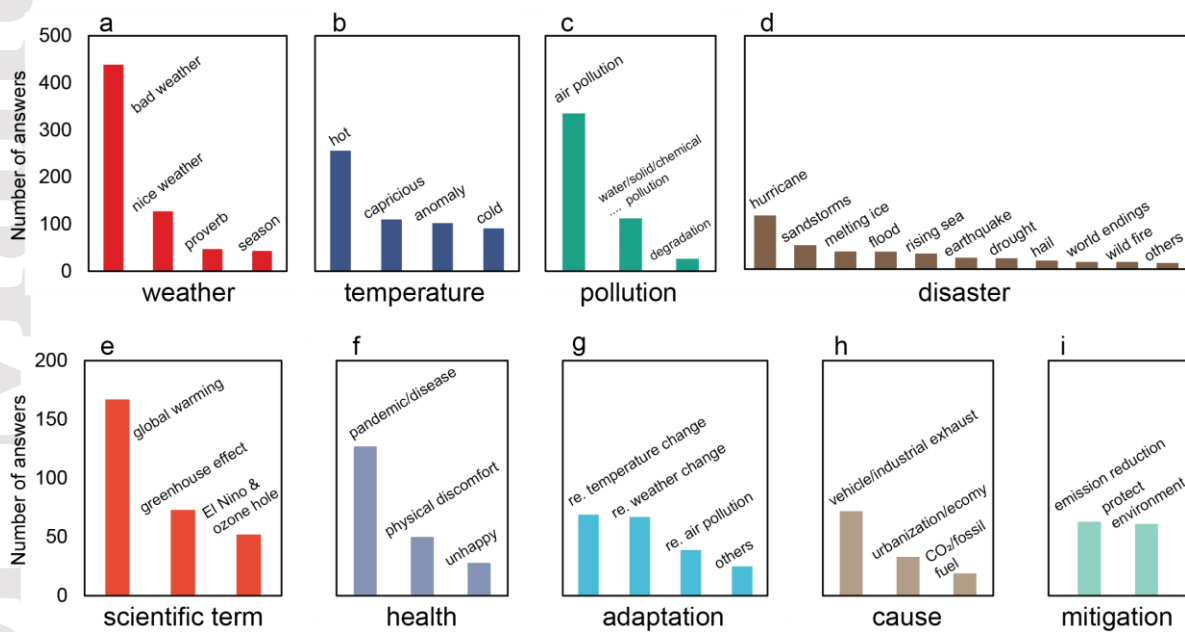 a
b
c
d
Number of answers
500
400
300
200
100
0
bad weather
nice weather
proverb
season
weather
hot
capricious
anomaly
cold
temperature
air pollution
water/solid/chemical
.... pollution
degradation
pollution
hurricane
sandstorms
melting ice
flood
rising sea
earthquake
drought
hail
world endings
wild fire
others
disaster
e
f
g
h
i
Number of answers
200
150
100
50
0
global warming
greenhouse effect
El Nino &
ozone hole
scientific term
pandemic/disease
physical discomfort
unhappy
health
re. temperature change
re. weather change
re. air pollution
others
adaptation
vehicle/industrial exhaust
urbanization/ecomy
CO₂/fossil
fuel
cause
emission reduction
protect
environment
mitigation